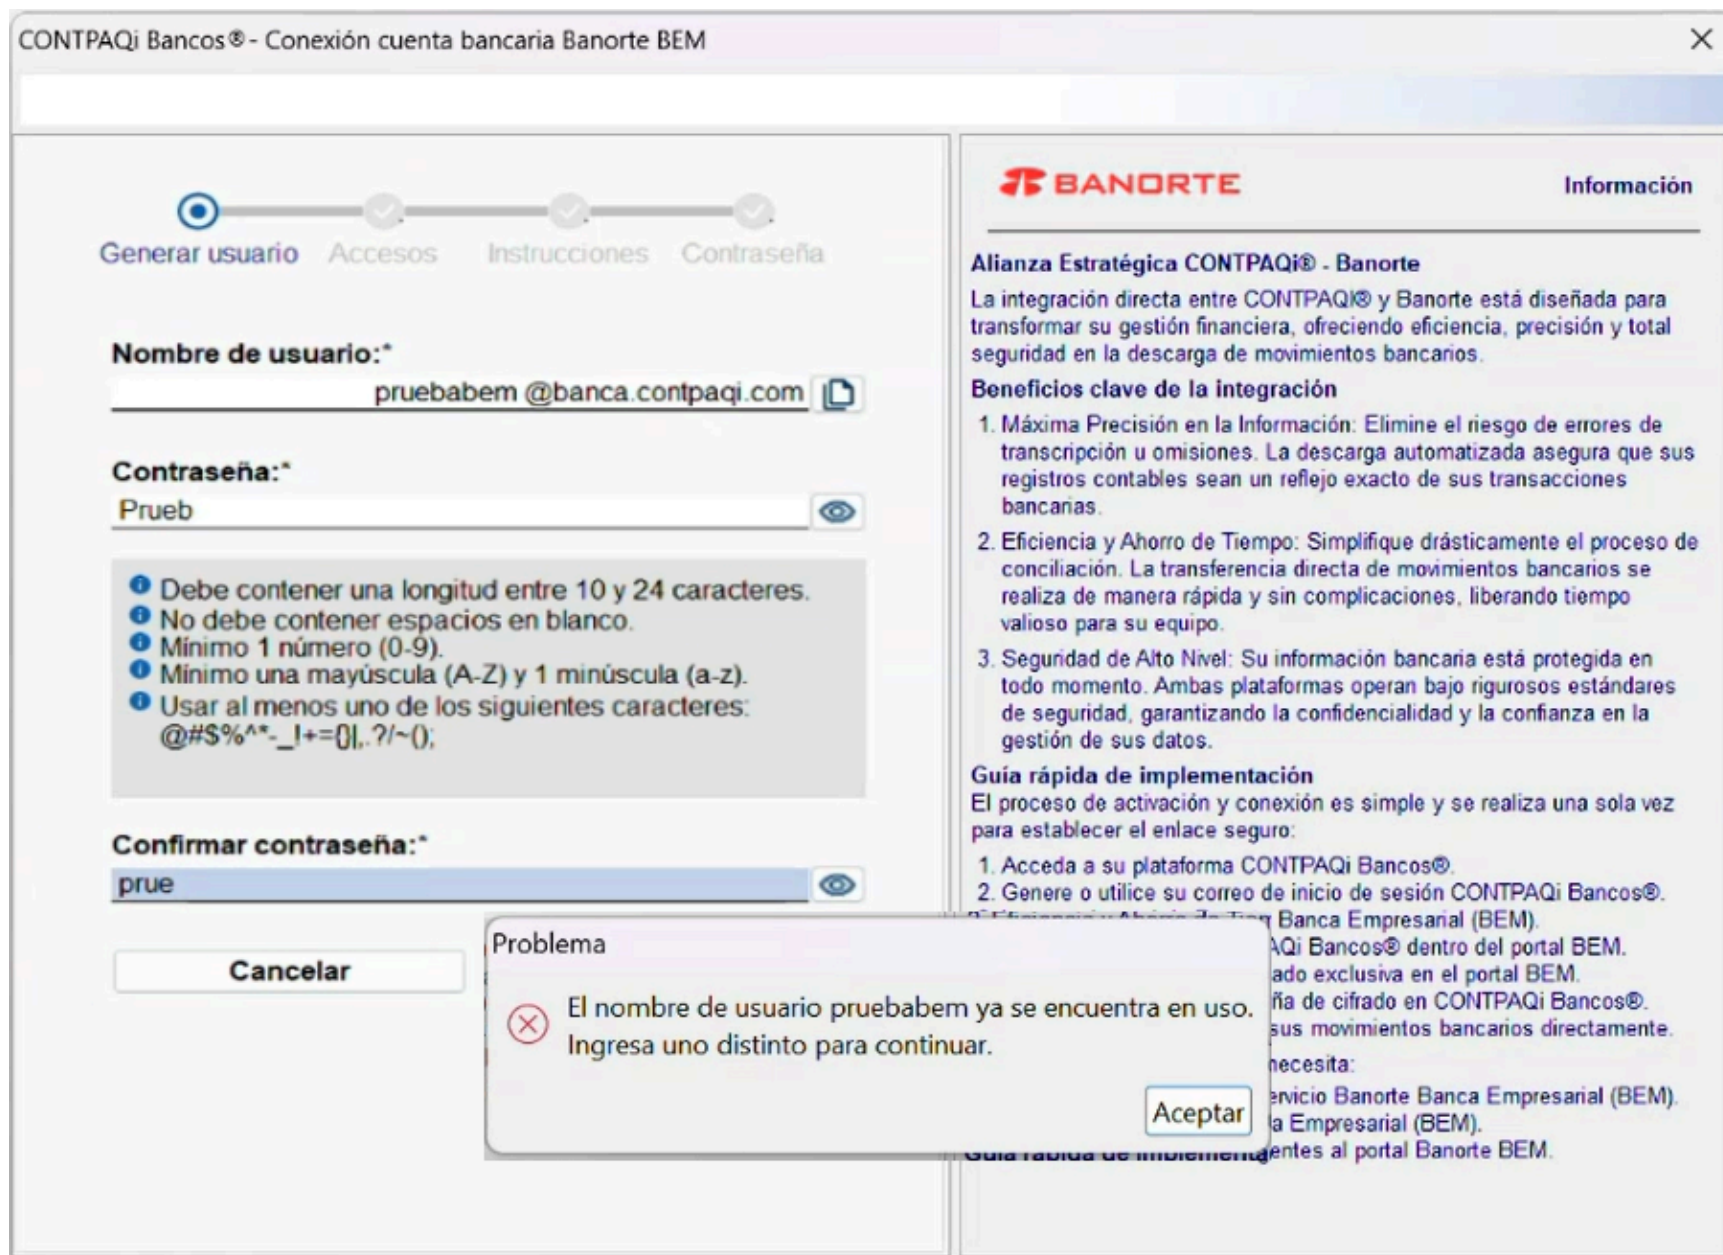 CONTPAQi Bancos® - Conexión cuenta bancaria Banorte BEM
Generar usuario
Accesos
Instrucciones
Contraseña
Nombre de usuario:*
pruebabem @banca.contpaqi.com
Contraseña:*
Prueb
Debe contener una longitud entre 10 y 24 caracteres.
No debe contener espacios en blanco.
Mínimo 1 número (0-9).
Mínimo una mayúscula (A-Z) y 1 minúscula (a-z).
Usar al menos uno de los siguientes caracteres:
@#$%^*-_!+={}|,.?/~();
Confirmar contraseña:*
prue
Cancelar
BANORTE
Información
Alianza Estratégica CONTPAQi® - Banorte
La integración directa entre CONTPAQi® y Banorte está diseñada para
transformar su gestión financiera, ofreciendo eficiencia, precisión y total
seguridad en la descarga de movimientos bancarios.
Beneficios clave de la integración
1. Máxima Precisión en la Información: Elimine el riesgo de errores de
transcripción u omisiones. La descarga automatizada asegura que sus
registros contables sean un reflejo exacto de sus transacciones
bancarias.
2. Eficiencia y Ahorro de Tiempo: Simplifique drásticamente el proceso de
conciliación. La transferencia directa de movimientos bancarios se
realiza de manera rápida y sin complicaciones, liberando tiempo
valioso para su equipo.
3. Seguridad de Alto Nivel: Su información bancaria está protegida en
todo momento. Ambas plataformas operan bajo rigurosos estándares
de seguridad, garantizando la confidencialidad y la confianza en la
gestión de sus datos.
Guía rápida de implementación
El proceso de activación y conexión es simple y se realiza una sola vez
para establecer el enlace seguro:
1. Acceda a su plataforma CONTPAQi Bancos®.
2. Genere o utilice su correo de inicio de sesión CONTPAQi Bancos®.
Banca Empresarial (BEM).
AQi Bancos® dentro del portal BEM.
ado exclusiva en el portal BEM.
ña de cifrado en CONTPAQi Bancos®.
sus movimientos bancarios directamente.
necesita:
ervicio Banorte Banca Empresarial (BEM).
a Empresarial (BEM).
entes al portal Banorte BEM.
Problema
El nombre de usuario pruebabem ya se encuentra en uso.
Ingresa uno distinto para continuar.
Aceptar